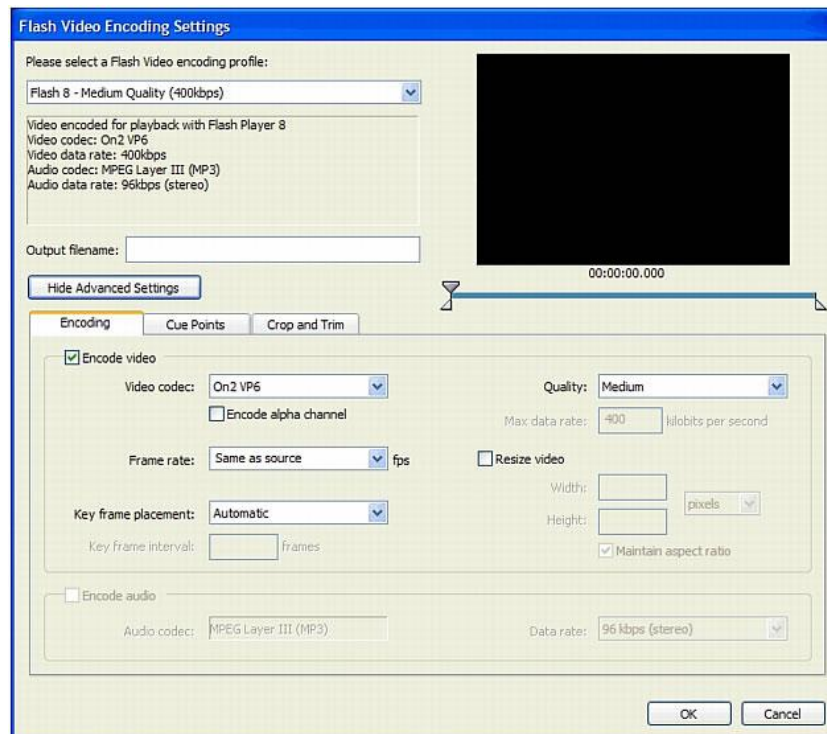 Flash Video Encoding Settings
Please select a Flash Video encoding profile:
Flash 8 - Medium Quality (400kbps)
Video encoded for playback with Flash Player 8
Video codec: On2 VP6
Video data rate: 400kbps
Audio codec: MPEG Layer III (MP3)
Audio data rate: 96kbps (stereo)
Output filename:
00:00:00.000
Hide Advanced Settings
Encoding Cue Points Crop and Trim
Encode video
Video codec: On2 VP6 Quality: Medium
Encode alpha channel Max data rate: 400 kilobits per second
Frame rate: Same as source fps Resize video
Width:
pixels
Key frame placement: Automatic Height:
Key frame interval: frames Maintain aspect ratio
Encode audio
Audio codec: MPEG Layer III (MP3) Data rate: 96 kbps (stereo)
OK Cancel